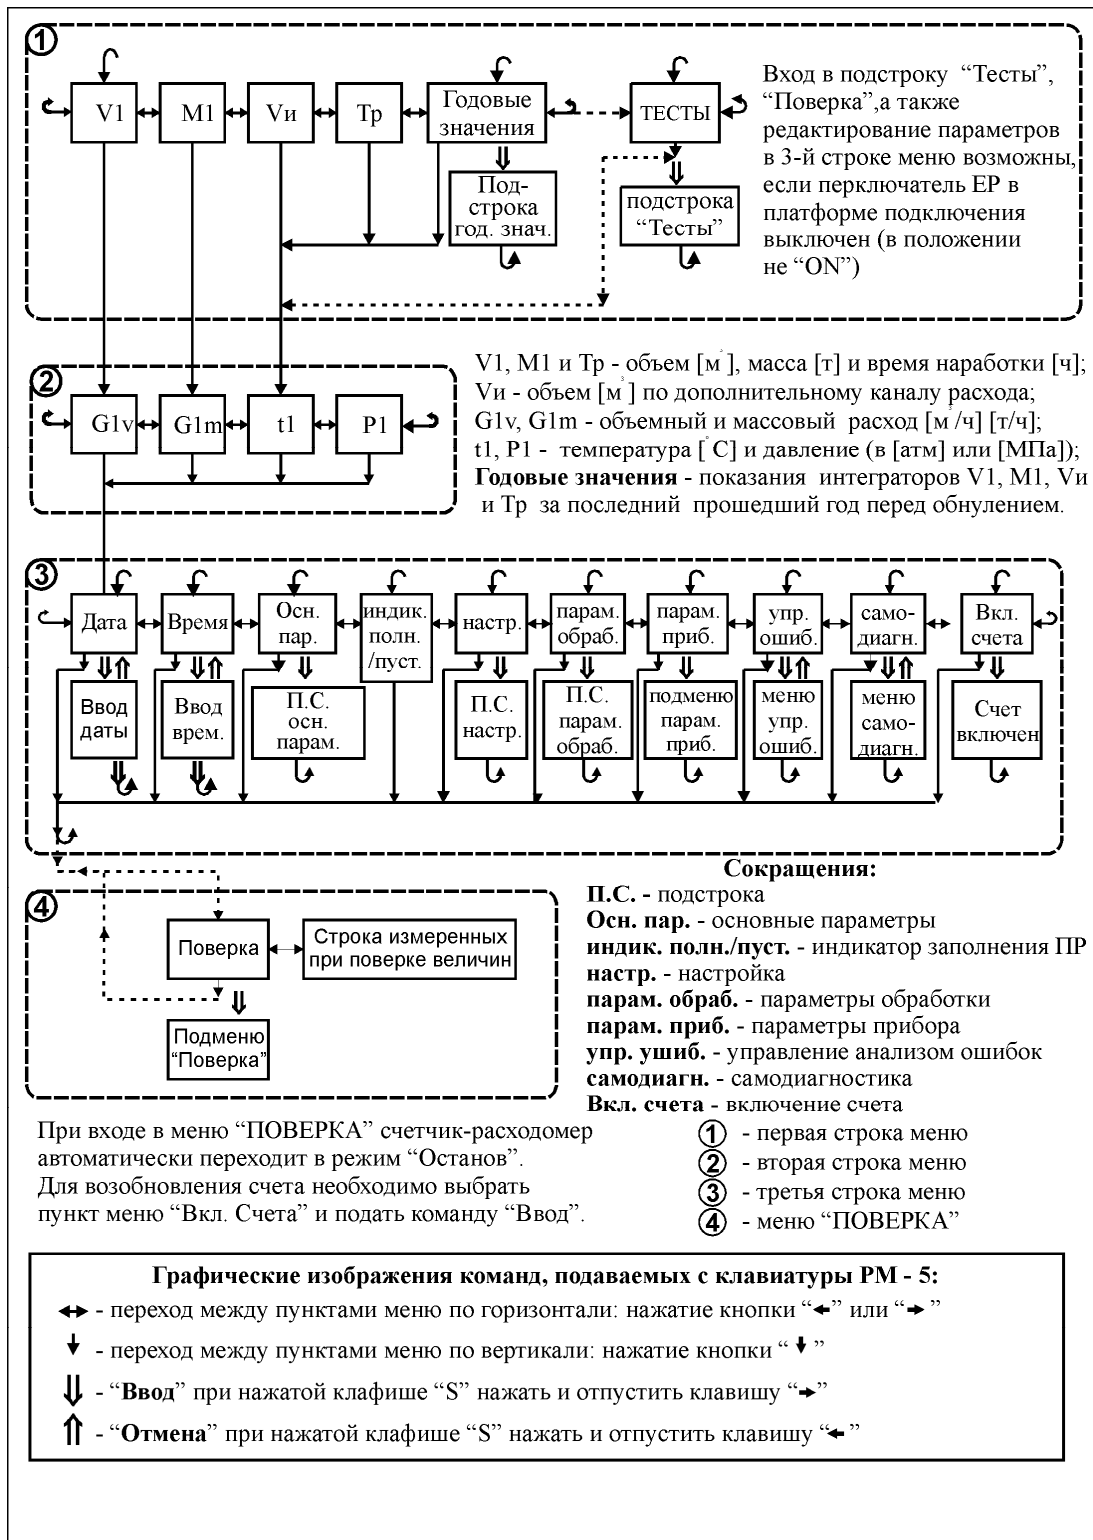 1
V1
M1
Vи
Тр
Годовые
значения
ТЕСТЫ
Под-
строка
год. знач.
подстрока
“Тесты”
Вход в подстроку “Тесты”,
“Поверка”,а также
редактирование параметров
в 3-й строке меню возможны,
если перключатель ЕР в
платформе подключения
выключен (в положении
не “ON”)
2
G1v
G1m
t1
P1
V1, M1 и Тр - объем [м³], масса [т] и время наработки [ч];
Vи - объем [м³] по дополнительному каналу расхода;
G1v, G1m - объемный и массовый расход [м³/ч] [т/ч];
t1, P1 - температура [°С] и давление (в [атм] или [МПа]);
Годовые значения - показания интеграторов V1, M1, Vи
и Тр за последний прошедший год перед обнулением.
3
Дата
Время
Осн.
пар.
индик.
полн.
/пуст.
настр.
парам.
обраб.
парам.
приб.
упр.
ошиб.
само-
диагн.
Вкл.
счета
Ввод
даты
Ввод
врем.
П.С.
осн.
парам.
П.С.
настр.
П.С.
парам.
обраб.
подменю
парам.
приб.
меню
упр.
ошиб.
меню
само-
диагн.
Счет
включен
4
Поверка
Строка измеренных
при поверке величин
Подменю
“Поверка”
Сокращения:
П.С. - подстрока
Осн. пар. - основные параметры
индик. полн./пуст. - индикатор заполнения ПР
настр. - настройка
парам. обраб. - параметры обработки
парам. приб. - параметры прибора
упр. ушиб. - управление анализом ошибок
самодиагн. - самодиагностика
Вкл. счета - включение счета
При входе в меню “ПОВЕРКА” счетчик-расходомер
автоматически переходит в режим “Останов”.
Для возобновления счета необходимо выбрать
пункт меню “Вкл. Счета” и подать команду “Ввод”.
1 - первая строка меню
2 - вторая строка меню
3 - третья строка меню
4 - меню “ПОВЕРКА”
Графические изображения команд, подаваемых с клавиатуры РМ - 5:
↔ - переход между пунктами меню по горизонтали: нажатие кнопки “←” или “→”
↓ - переход между пунктами меню по вертикали: нажатие кнопки “↓”
⇓ - “Ввод” при нажатой клафише “S” нажать и отпустить клавишу “→”
⇑ - “Отмена” при нажатой клафише “S” нажать и отпустить клавишу “←”